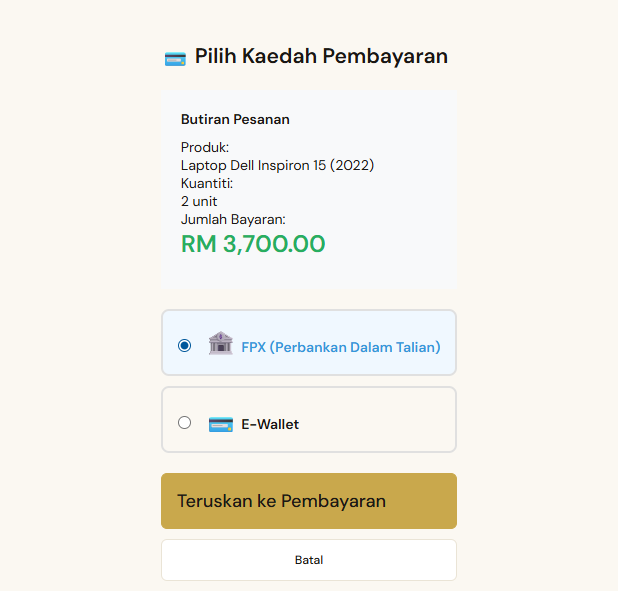 Pilih Kaedah Pembayaran
Butiran Pesanan
Produk:
Laptop Dell Inspiron 15 (2022)
Kuantiti:
2 unit
Jumlah Bayaran:
RM 3,700.00
FPX (Perbankan Dalam Talian)
E-Wallet
Teruskan ke Pembayaran
Batal